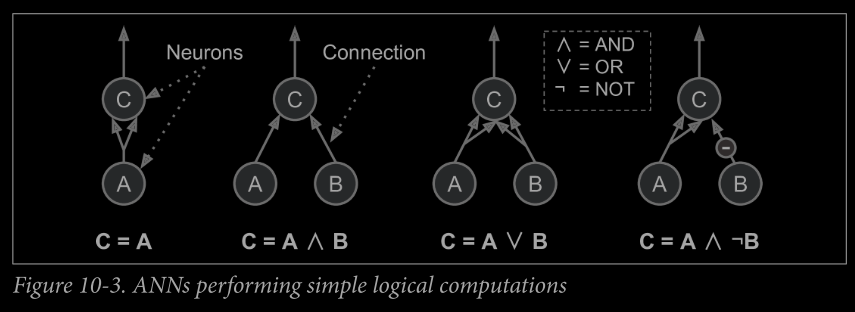 Neurons
Connection
∧ = AND
∨ = OR
¬ = NOT
C
C
C
C
A
A
B
A
B
A
B
−
C = A
C = A ∧ B
C = A ∨ B
C = A ∧ ¬B
Figure 10-3. ANNs performing simple logical computations